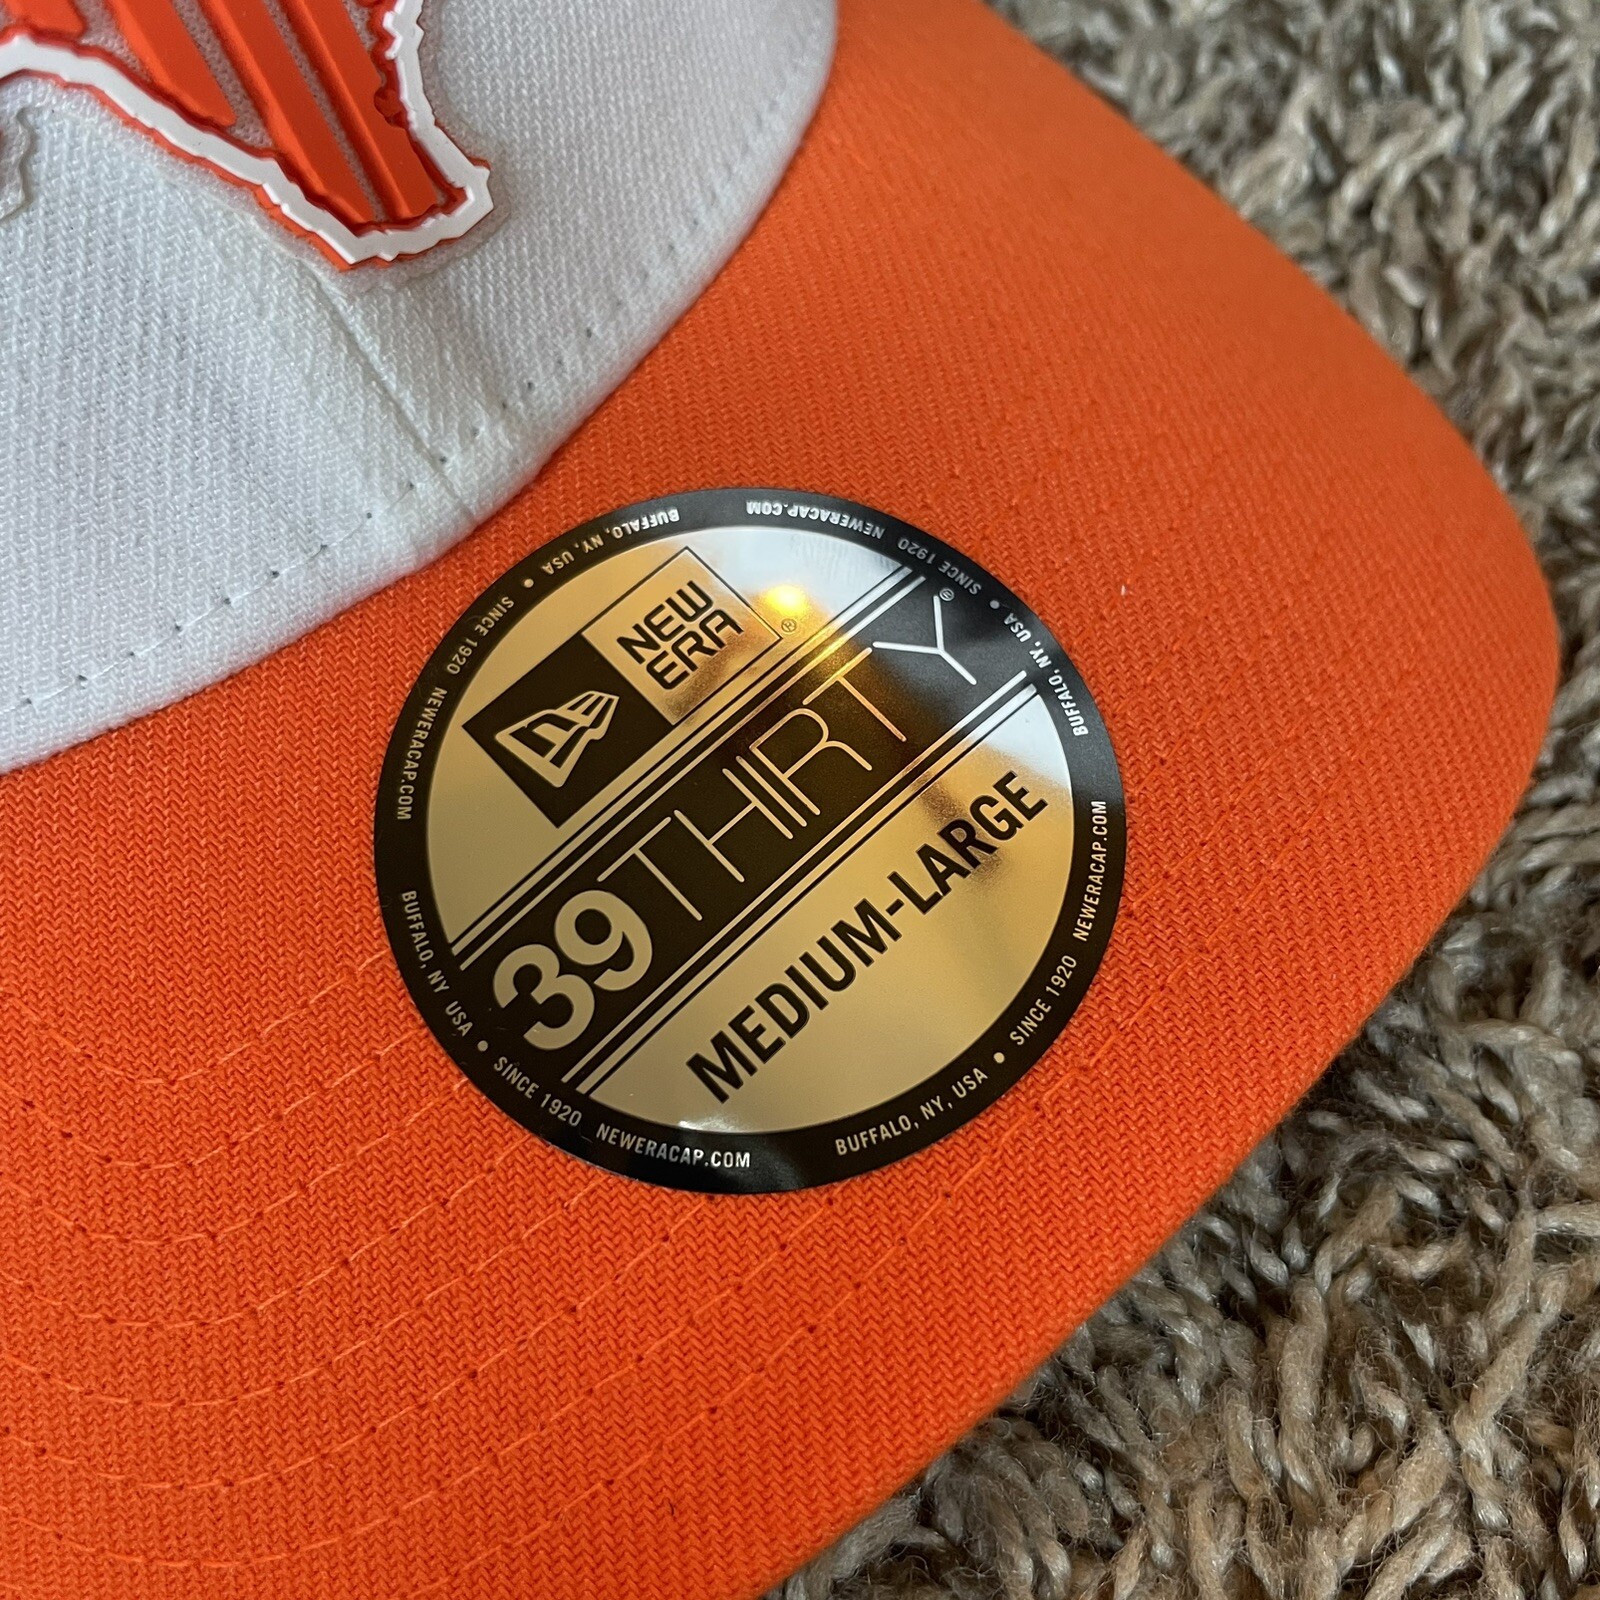 NEW
ERA®
39THIRTY®
MEDIUM-LARGE
BUFFALO, NY, USA • SINCE 1920 NEWERACAP.COM
BUFFALO, NY USA • SINCE 1920 NEWERACAP.COM
BUFFALO, NY, USA • SINCE 1920 NEWERACAP.COM
BUFFALO, NY, USA • SINCE 1920 NEWERACAP.COM